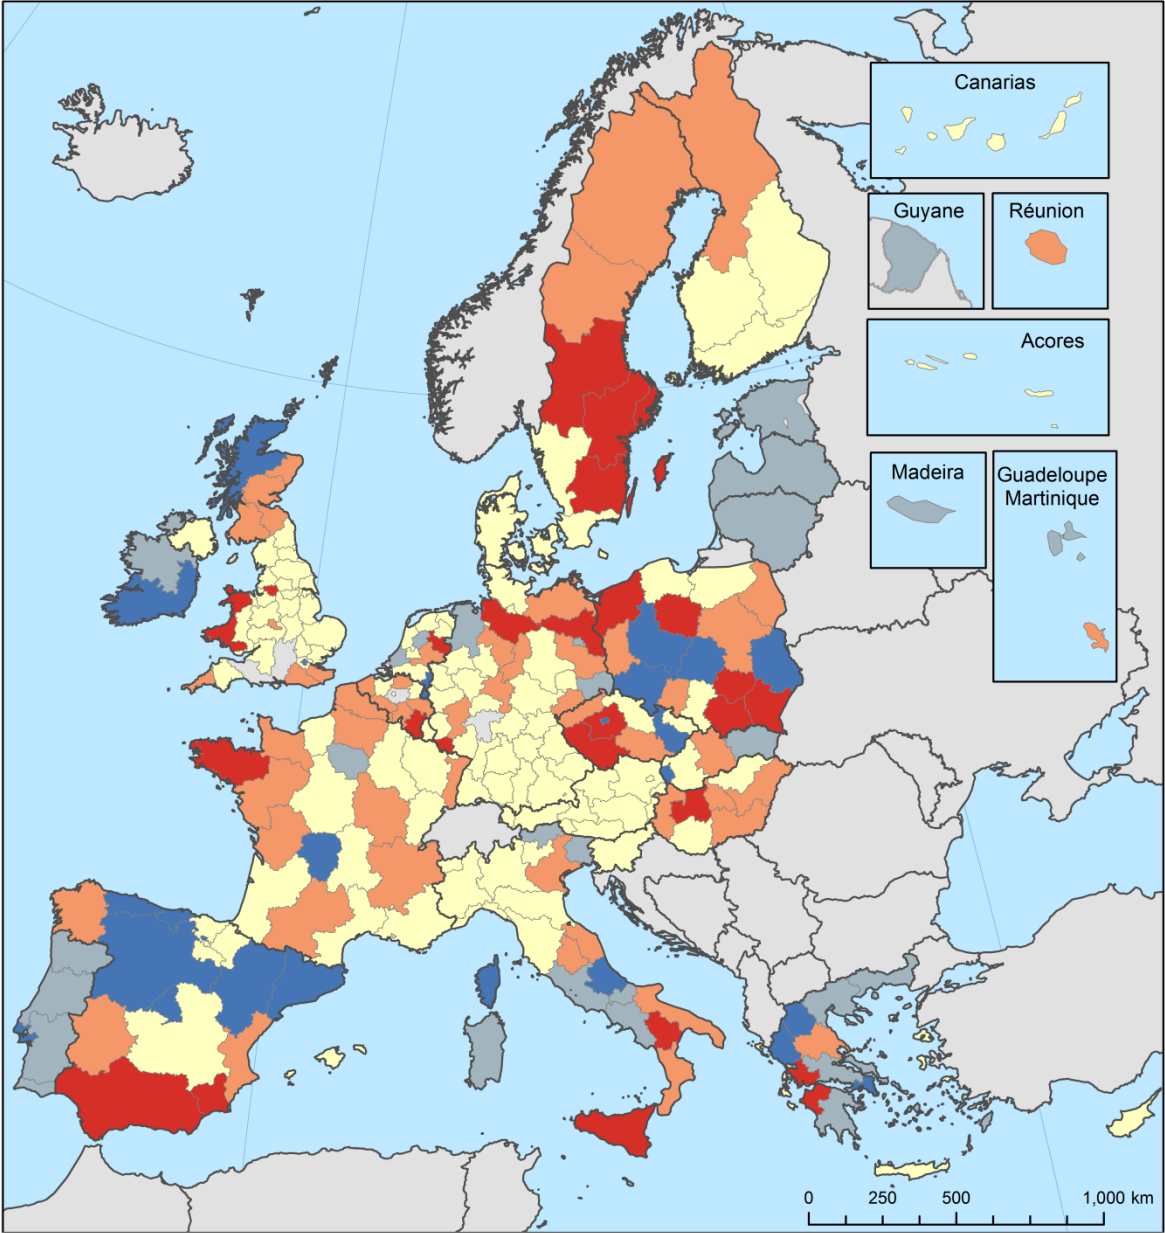 Canarias
Guyane
Réunion
Acores
Madeira
Guadeloupe
Martinique
0 250 500 1,000 km